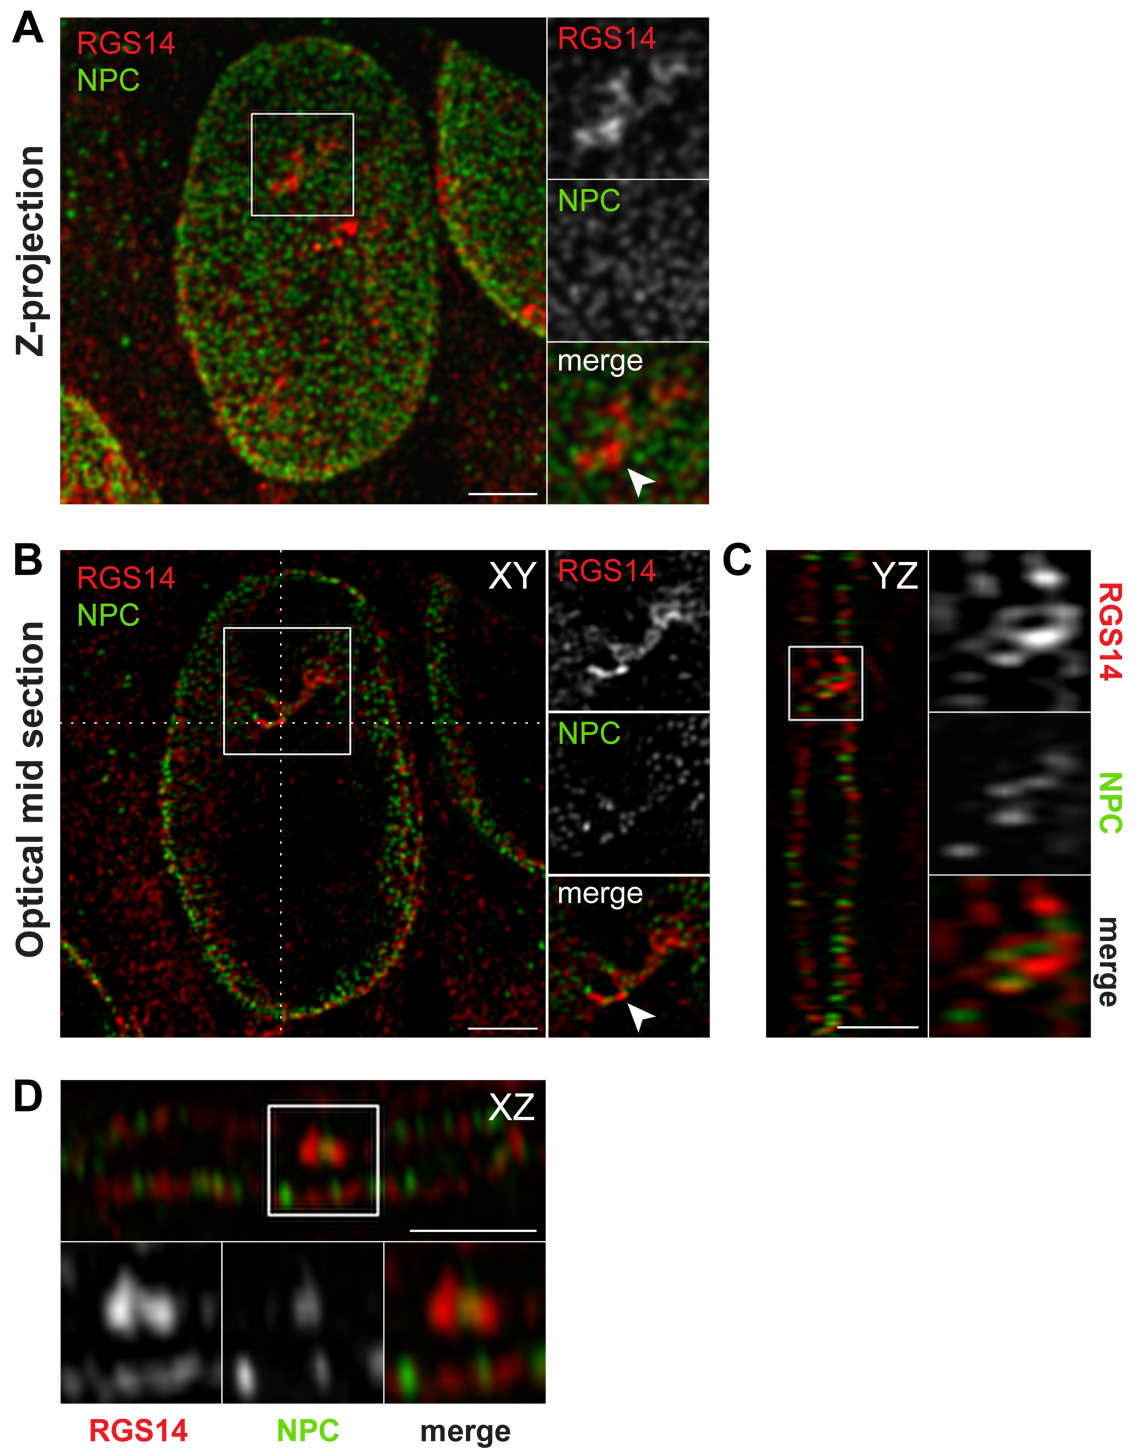 A
RGS14
NPC
Z-projection
RGS14
NPC
merge
B
RGS14
NPC
XY
Optical mid section
RGS14
NPC
merge
C
YZ
RGS14
NPC
merge
D
XZ
RGS14
NPC
merge